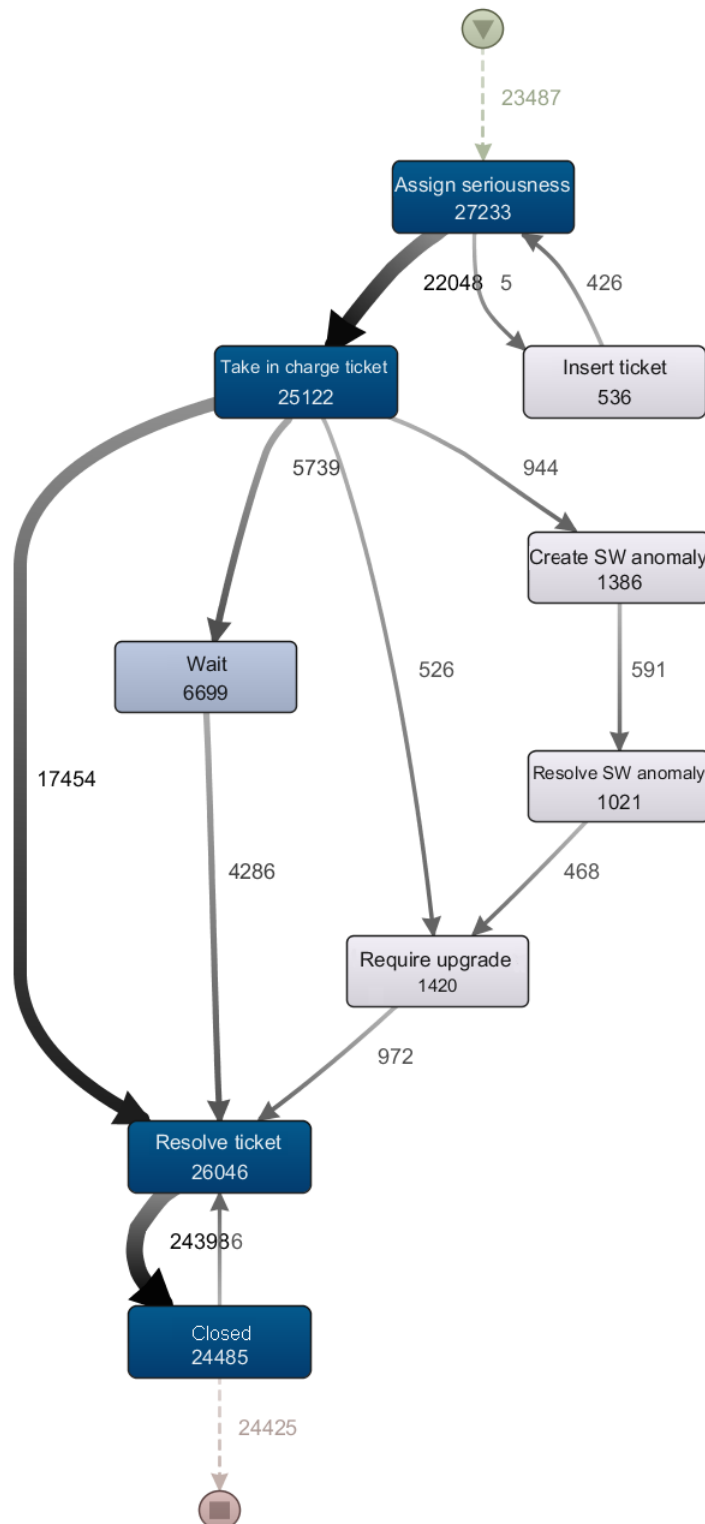 23487
Assign seriousness
27233
22048
5
426
Take in charge ticket
25122
Insert ticket
536
5739
944
Create SW anomaly
1386
Wait
6699
526
591
17454
Resolve SW anomaly
1021
4286
468
Require upgrade
1420
972
Resolve ticket
26046
24398
6
Closed
24485
24425